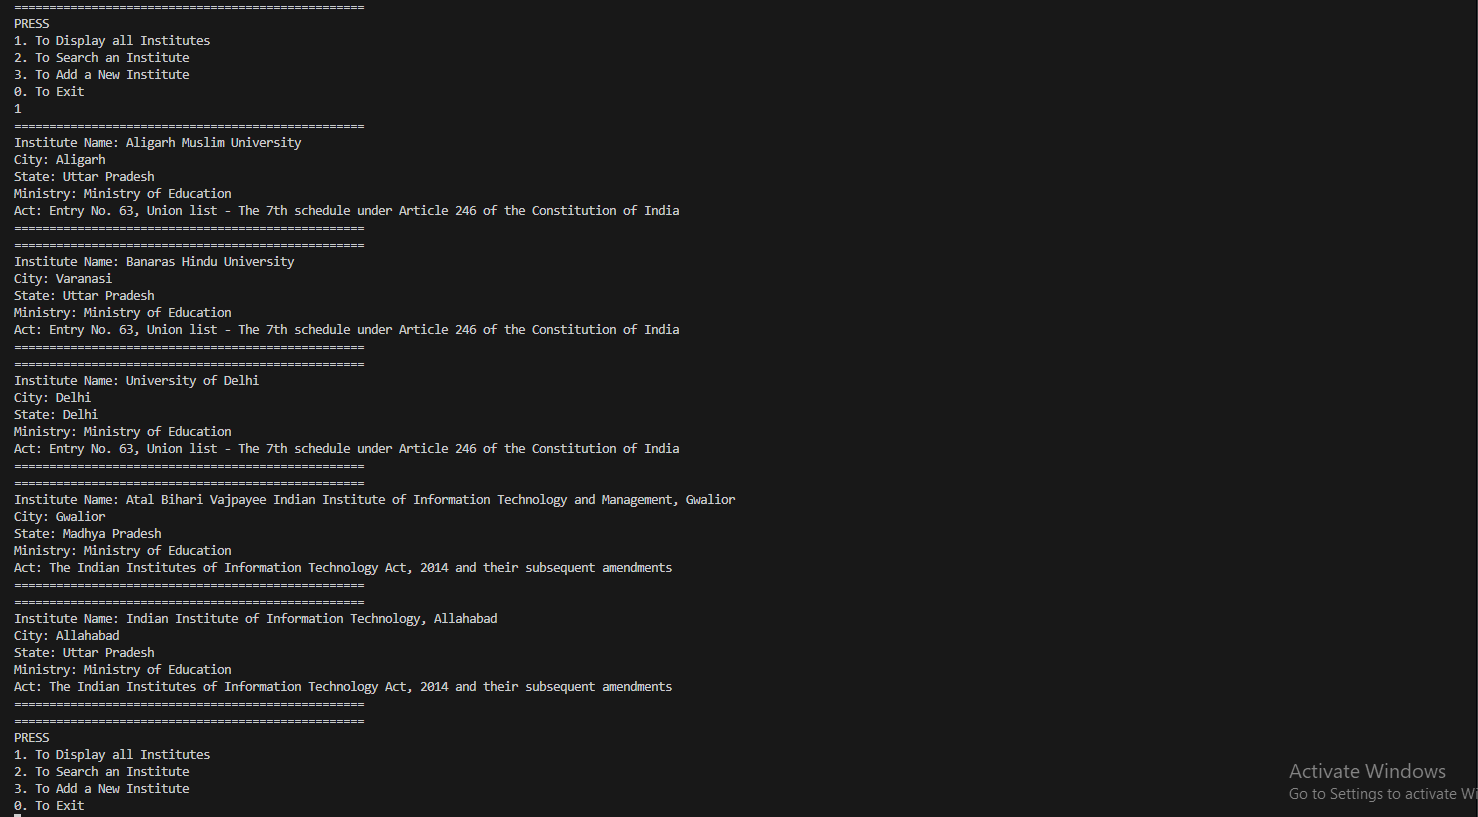 ==================================================
PRESS
1. To Display all Institutes
2. To Search an Institute
3. To Add a New Institute
0. To Exit
1
==================================================
Institute Name: Aligarh Muslim University
City: Aligarh
State: Uttar Pradesh
Ministry: Ministry of Education
Act: Entry No. 63, Union list - The 7th schedule under Article 246 of the Constitution of India
==================================================
==================================================
Institute Name: Banaras Hindu University
City: Varanasi
State: Uttar Pradesh
Ministry: Ministry of Education
Act: Entry No. 63, Union list - The 7th schedule under Article 246 of the Constitution of India
==================================================
==================================================
Institute Name: University of Delhi
City: Delhi
State: Delhi
Ministry: Ministry of Education
Act: Entry No. 63, Union list - The 7th schedule under Article 246 of the Constitution of India
==================================================
==================================================
Institute Name: Atal Bihari Vajpayee Indian Institute of Information Technology and Management, Gwalior
City: Gwalior
State: Madhya Pradesh
Ministry: Ministry of Education
Act: The Indian Institutes of Information Technology Act, 2014 and their subsequent amendments
==================================================
==================================================
Institute Name: Indian Institute of Information Technology, Allahabad
City: Allahabad
State: Uttar Pradesh
Ministry: Ministry of Education
Act: The Indian Institutes of Information Technology Act, 2014 and their subsequent amendments
==================================================
==================================================
PRESS
1. To Display all Institutes
2. To Search an Institute
3. To Add a New Institute
0. To Exit
Activate Windows
Go to Settings to activate Wi